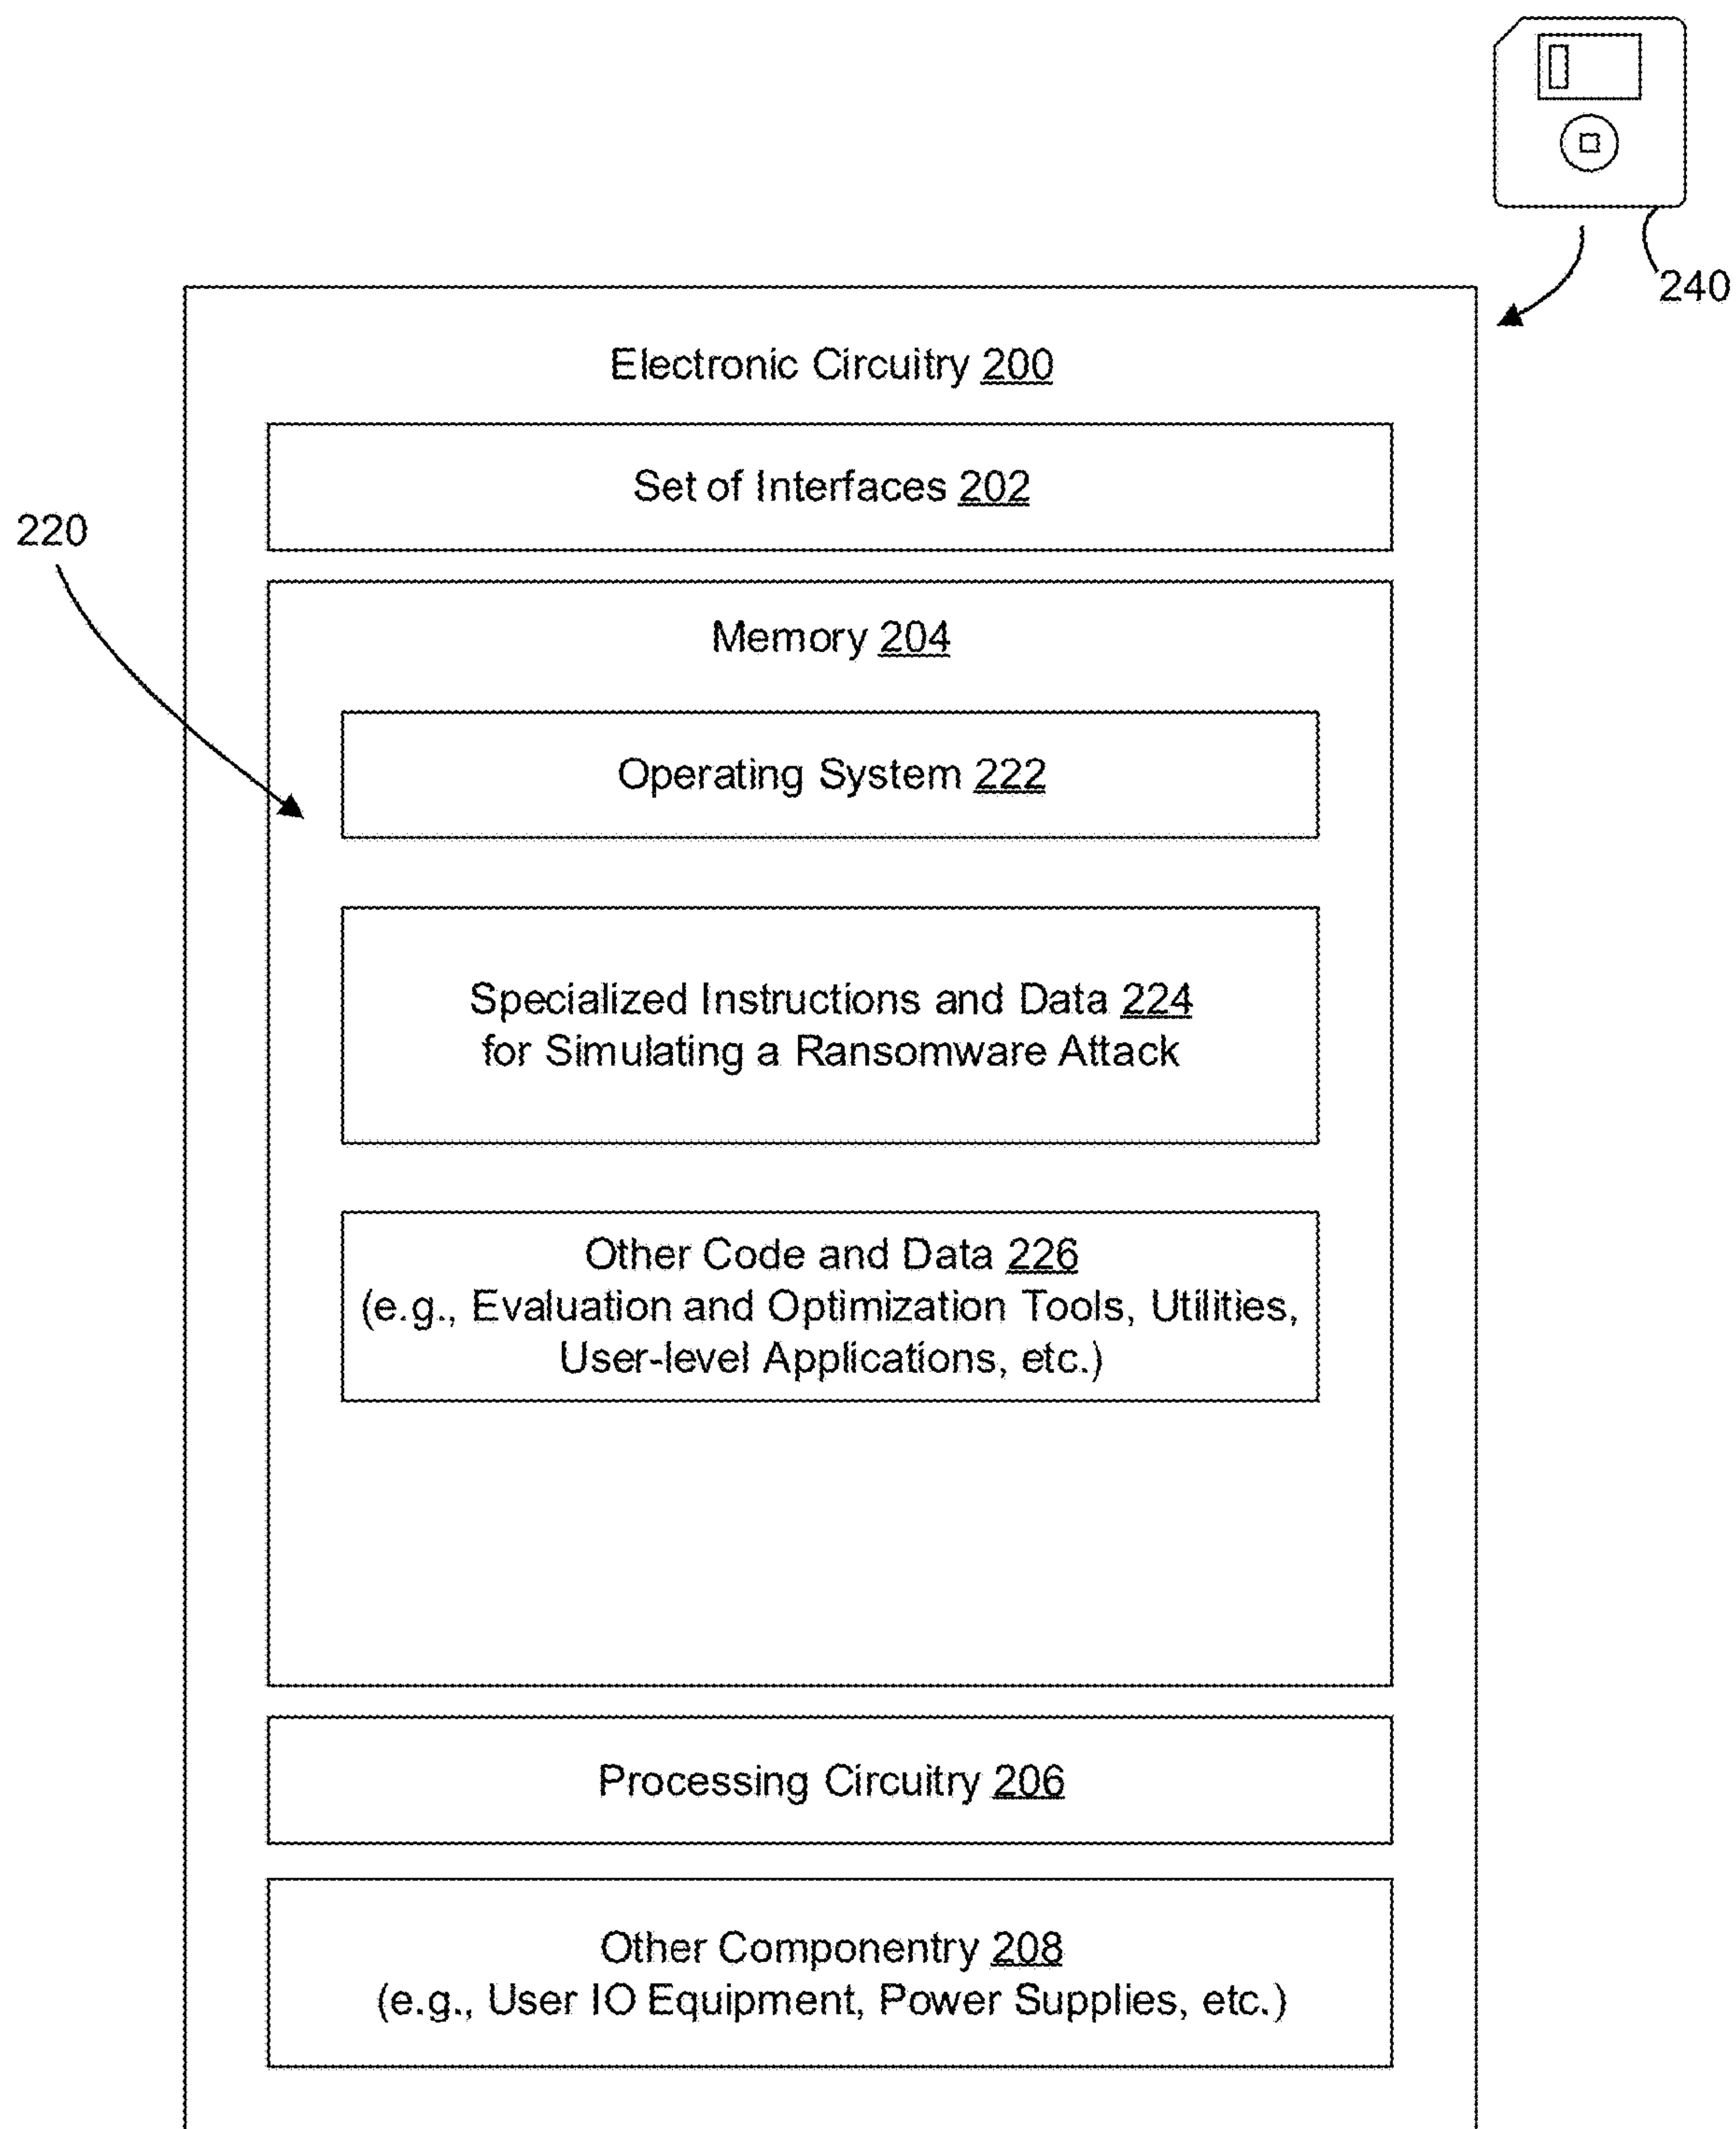 240
Electronic Circuitry 200
Set of Interfaces 202
220
Memory 204
Operating System 222
Specialized Instructions and Data 224
for Simulating a Ransomware Attack
Other Code and Data 226
(e.g., Evaluation and Optimization Tools, Utilities,
User-level Applications, etc.)
Processing Circuitry 206
Other Componentry 208
(e.g., User IO Equipment, Power Supplies, etc.)